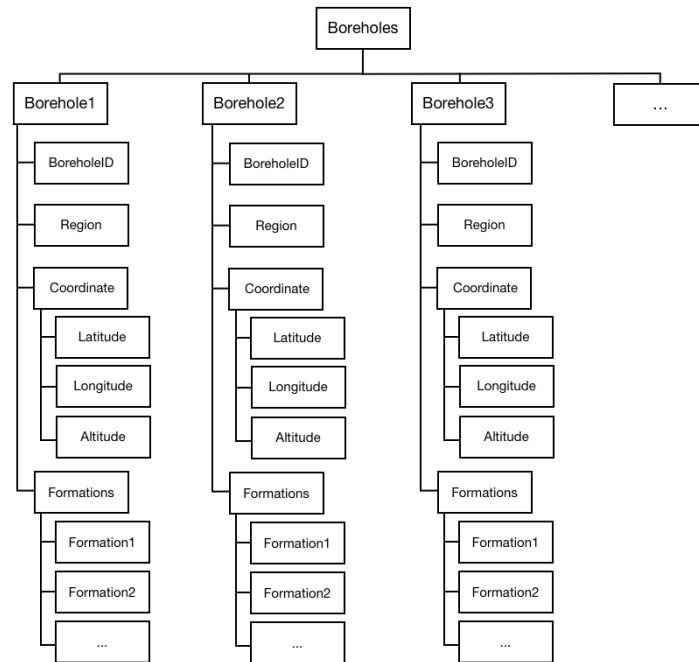 Boreholes
Borehole1
Borehole2
Borehole3
...
BoreholeID
BoreholeID
BoreholeID
Region
Region
Region
Coordinate
Coordinate
Coordinate
Latitude
Latitude
Latitude
Longitude
Longitude
Longitude
Altitude
Altitude
Altitude
Formations
Formations
Formations
Formation1
Formation1
Formation1
Formation2
Formation2
Formation2
...
...
...